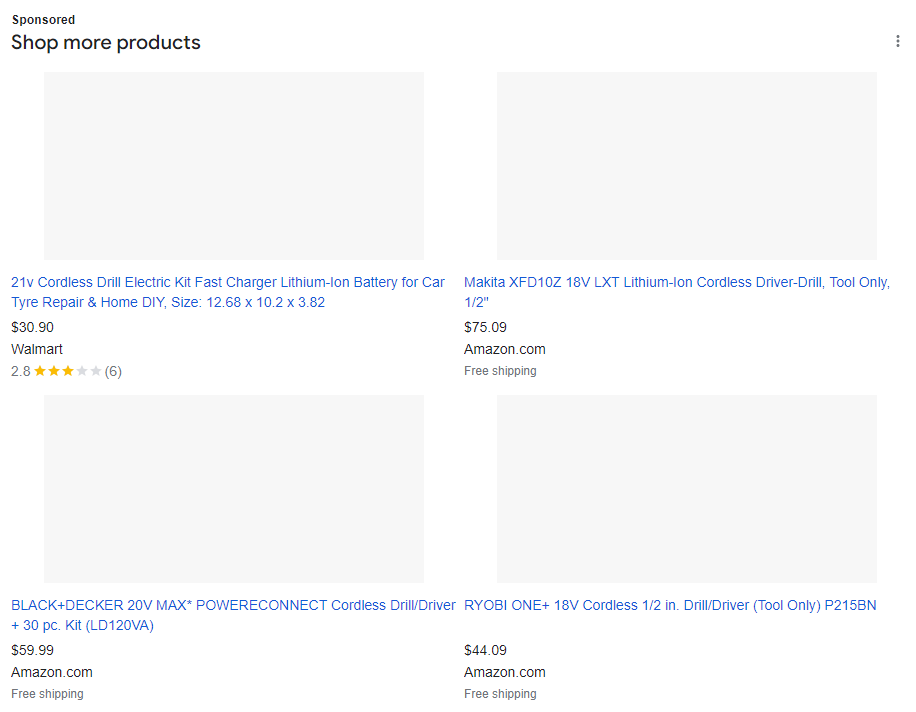 Sponsored
Shop more products
21v Cordless Drill Electric Kit Fast Charger Lithium-Ion Battery for Car
Tyre Repair & Home DIY, Size: 12.68 x 10.2 x 3.82
$30.90
Walmart
2.8 (6)
Makita XFD10Z 18V LXT Lithium-Ion Cordless Driver-Drill, Tool Only,
1/2"
$75.09
Amazon.com
Free shipping
BLACK+DECKER 20V MAX* POWERECONNECT Cordless Drill/Driver
+ 30 pc. Kit (LD120VA)
$59.99
Amazon.com
Free shipping
RYOBI ONE+ 18V Cordless 1/2 in. Drill/Driver (Tool Only) P215BN
$44.09
Amazon.com
Free shipping